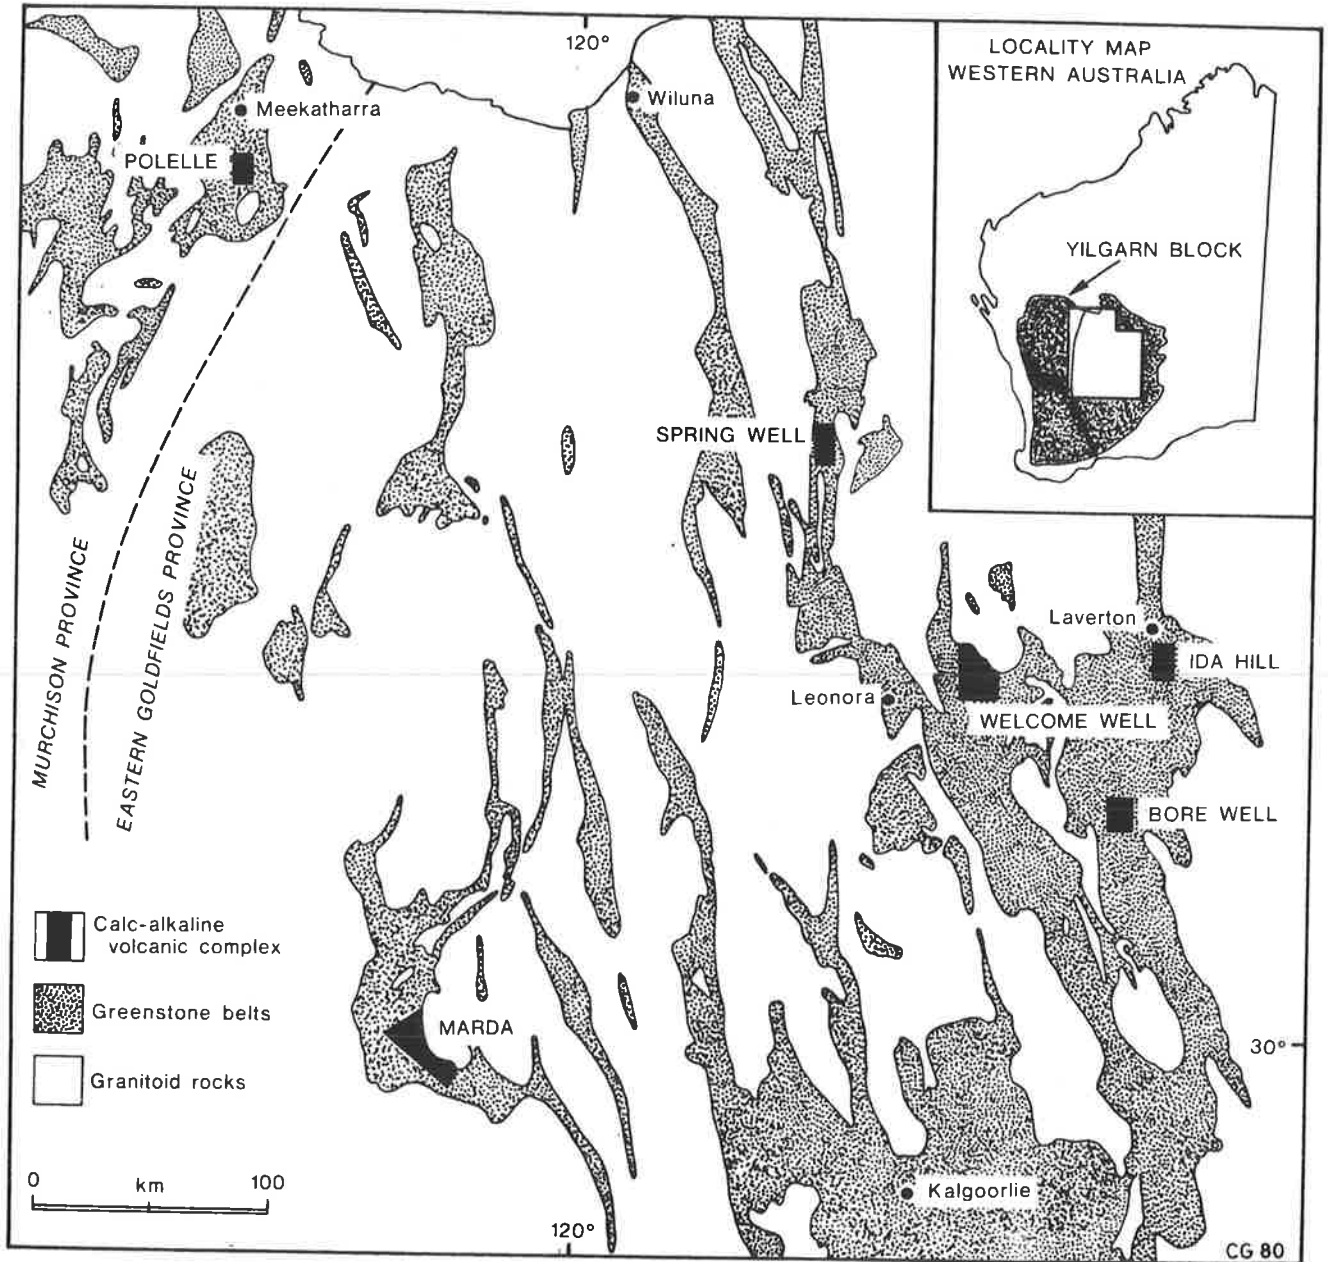 120°
LOCALITY MAP
WESTERN AUSTRALIA
Meekatharra
Wiluna
POLELLE
YILGARN BLOCK
SPRING WELL
MURCHISON PROVINCE
EASTERN GOLDFIELDS PROVINCE
Laverton
IDA HILL
Leonora
WELCOME WELL
BORE WELL
Calc-alkaline
volcanic complex
Greenstone belts
MARDA
30°
Granitoid rocks
0 km 100
Kalgoorlie
120°
CG 80